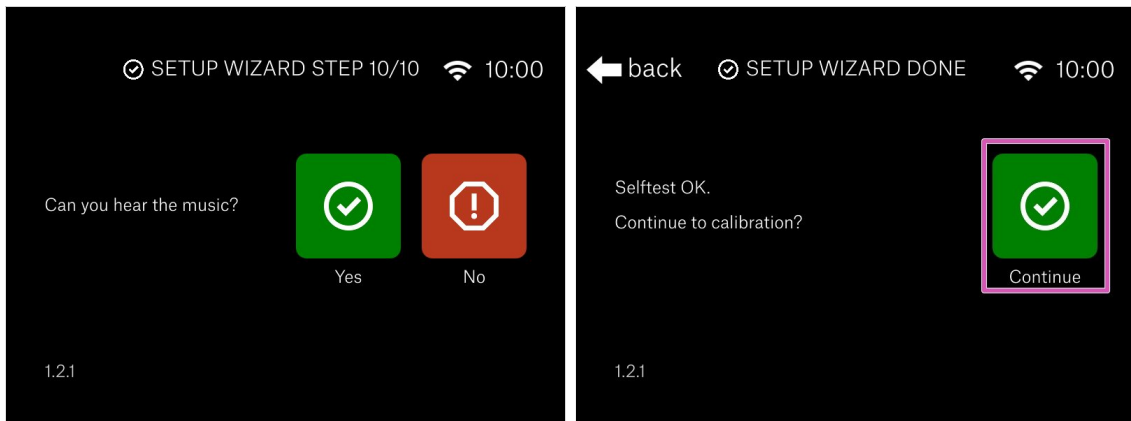 SETUP WIZARD STEP 10/10 10:00
Can you hear the music?
Yes No
1.2.1
back SETUP WIZARD DONE 10:00
Selftest OK.
Continue to calibration?
Continue
1.2.1